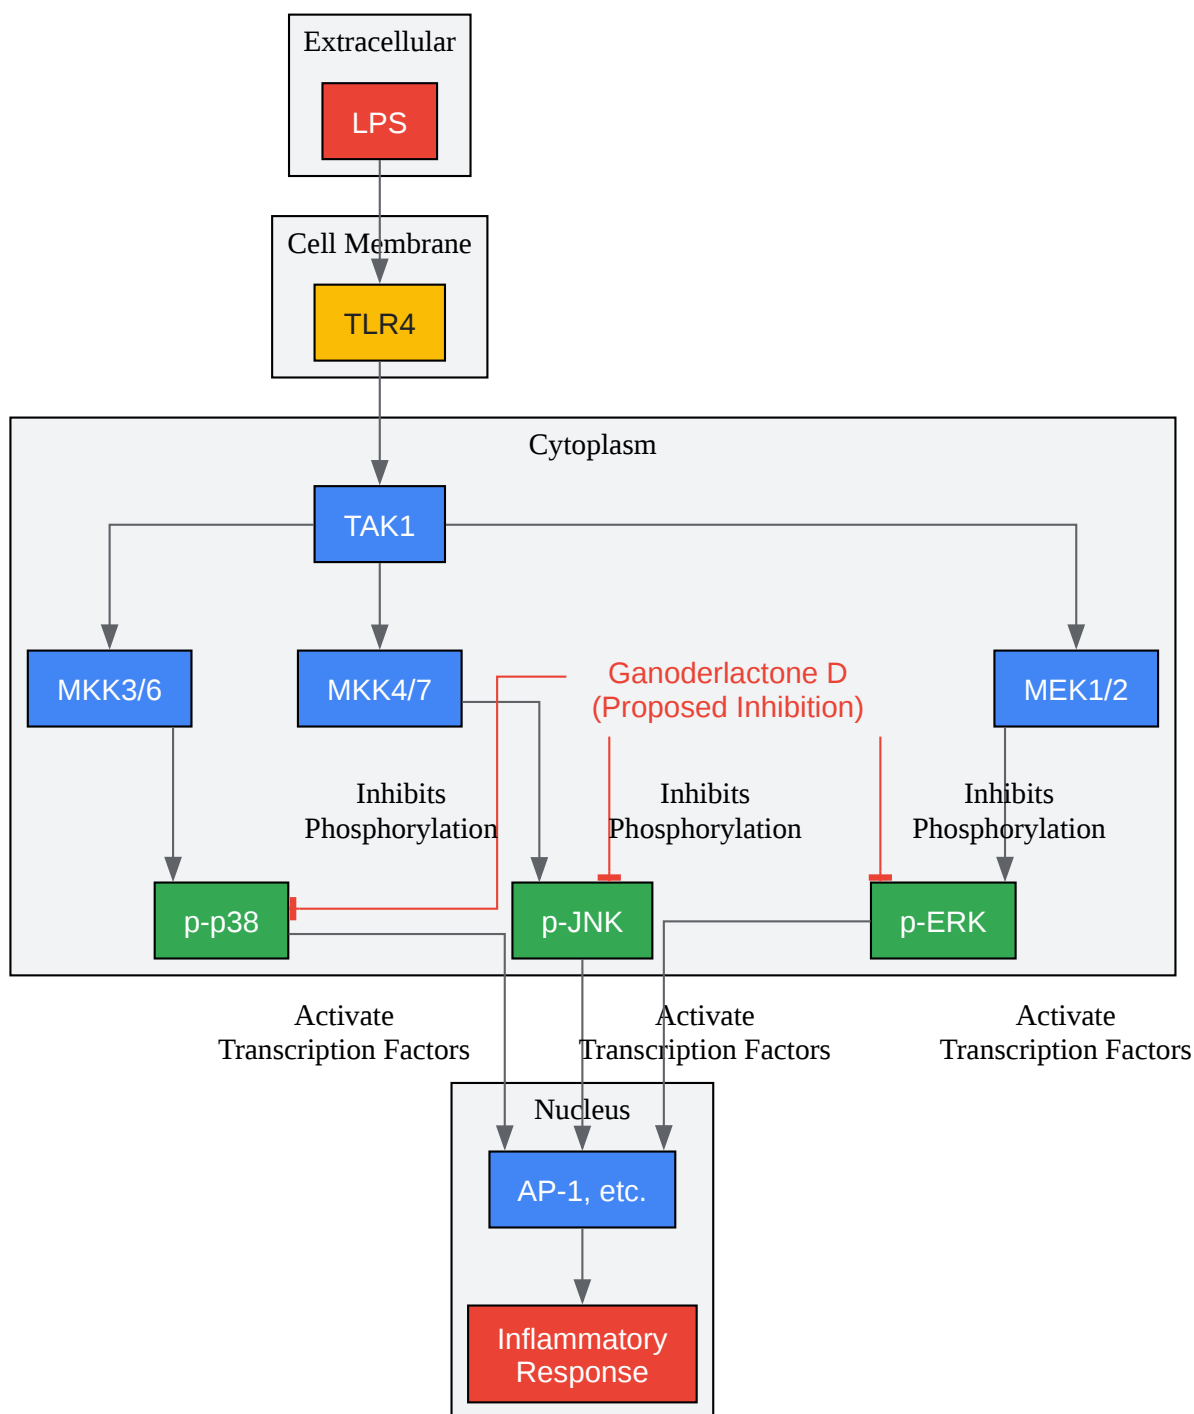 Extracellular
LPS
Cell Membrane
TLR4
Cytoplasm
TAK1
MKK3/6
MKK4/7
Ganoderlactone D
(Proposed Inhibition)
MEK1/2
Inhibits
Phosphorylation
Inhibits
Phosphorylation
Inhibits
Phosphorylation
p-p38
p-JNK
p-ERK
Activate
Transcription Factors
Activate
Transcription Factors
Activate
Transcription Factors
Nucleus
AP-1, etc.
Inflammatory
Response